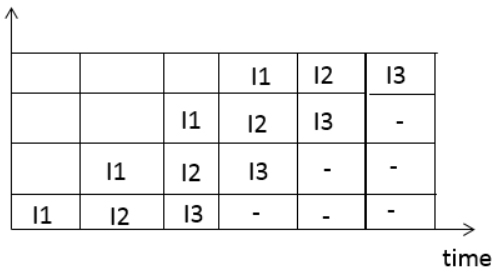 I1 I2 I3
I1 I2 I3 -
I1 I2 I3 - -
I1 I2 I3 - - -
time